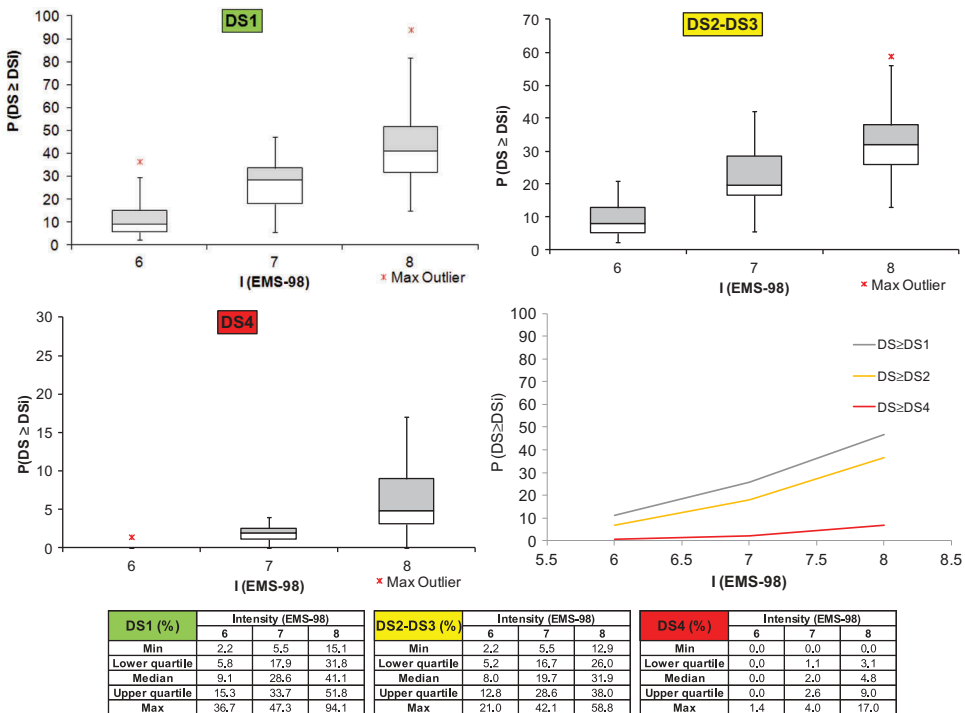 DS1
P (DS ≥ DSi)
100
90
80
70
60
50
40
30
20
10
0
6 7 8
I (EMS-98)
* Max Outlier
DS2-DS3
P (DS ≥ DSi)
70
60
50
40
30
20
10
0
6 7 8
I (EMS-98)
* Max Outlier
DS4
P(DS ≥ DSi)
30
25
20
15
10
5
0
6 7 8
I (EMS-98)
* Max Outlier
P (DS≥DSi)
100
90
80
70
60
50
40
30
20
10
0
5.5 6 6.5 7 7.5 8 8.5
I (EMS-98)
DS≥DS1
DS≥DS2
DS≥DS4
DS1 (%) Intensity (EMS-98)
6 7 8
Min 2.2 5.5 15.1
Lower quartile 5.8 17.9 31.8
Median 9.1 28.6 41.1
Upper quartile 15.3 33.7 51.8
Max 36.7 47.3 94.1
DS2-DS3 (%) Intensity (EMS-98)
6 7 8
Min 2.2 5.5 12.9
Lower quartile 5.2 16.7 26.0
Median 8.0 19.7 31.9
Upper quartile 12.8 28.6 38.0
Max 21.0 42.1 58.8
DS4 (%) Intensity (EMS-98)
6 7 8
Min 0.0 0.0 0.0
Lower quartile 0.0 1.1 3.1
Median 0.0 2.0 4.8
Upper quartile 0.0 2.6 9.0
Max 1.4 4.0 17.0